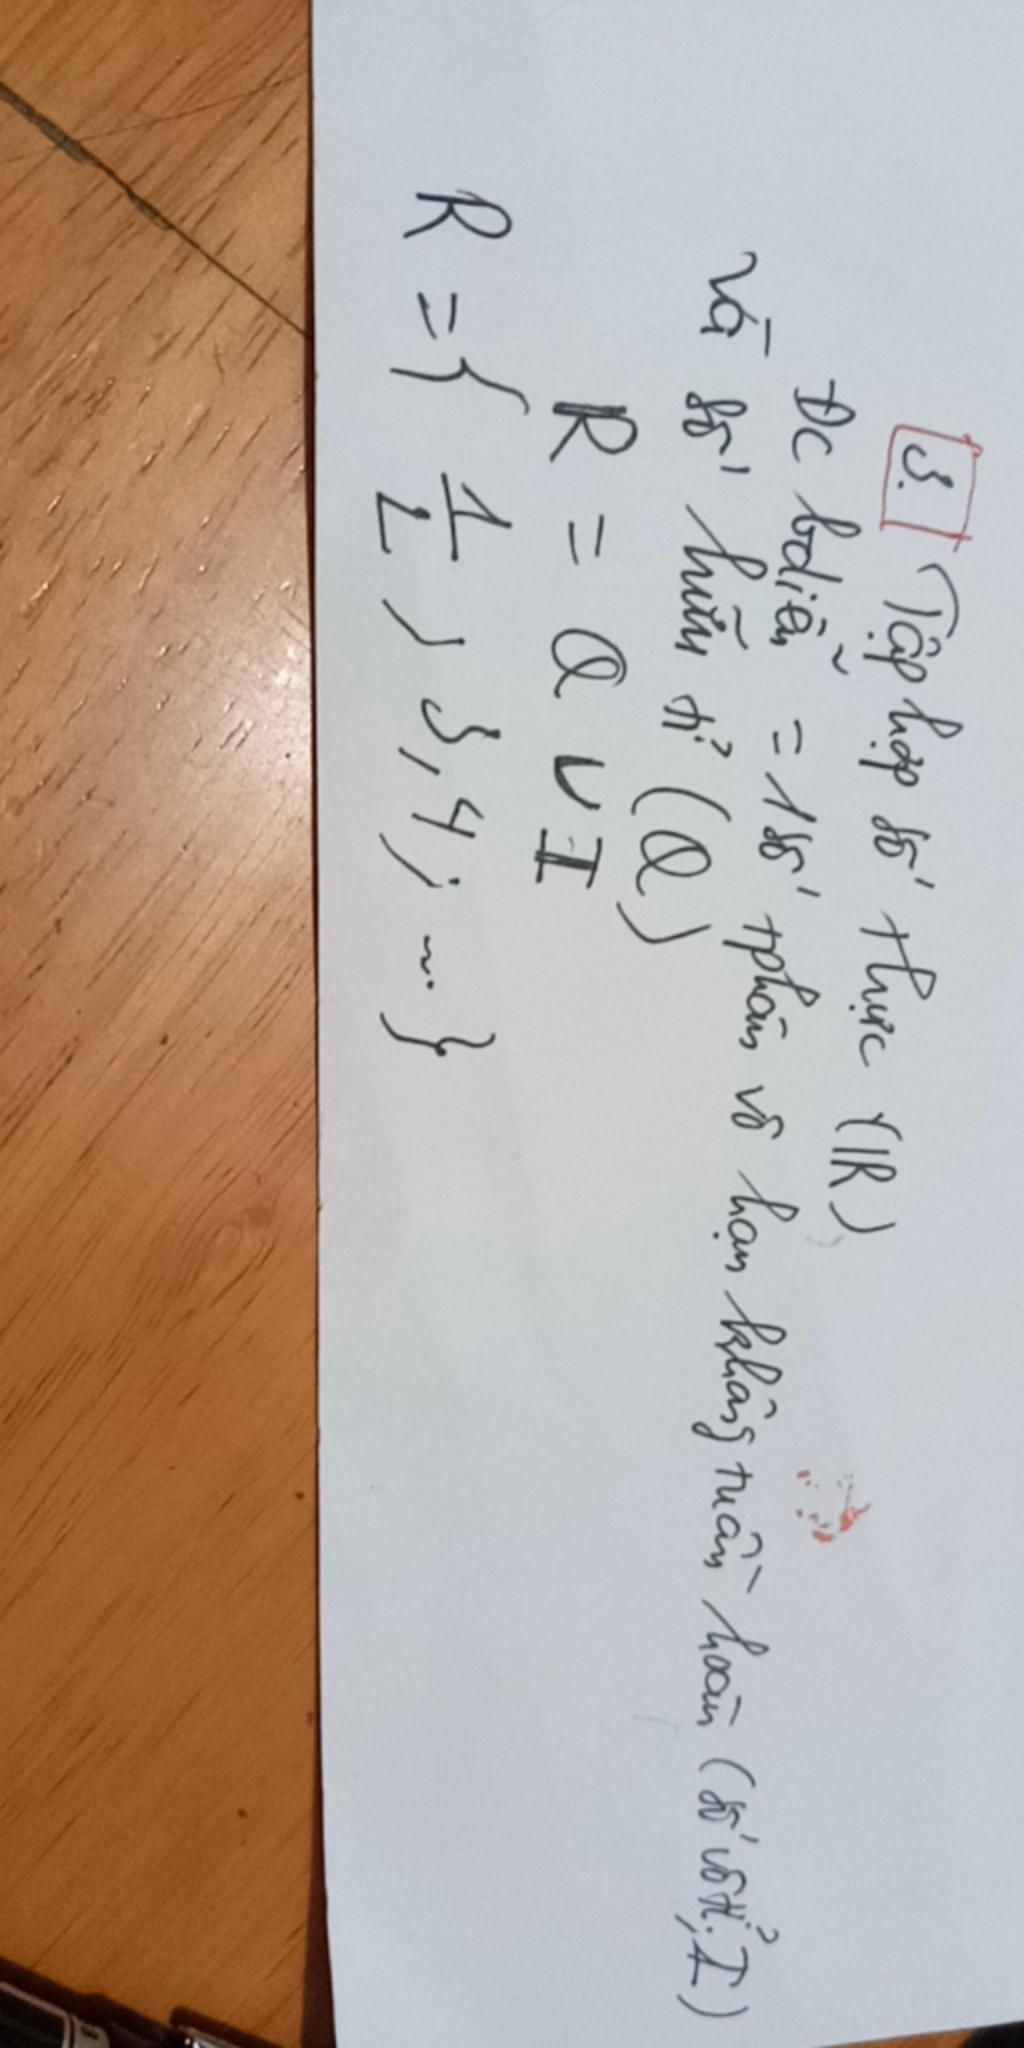 3. Tập hợp số thực (IR)
Đc bdiễn = 1 số tphân vô hạn không tuần hoàn (số vô tỉ, I)
và số hữu tỉ (Q)
R = Q ∪ I
R = { 1/2 , 3,4 ; ... }